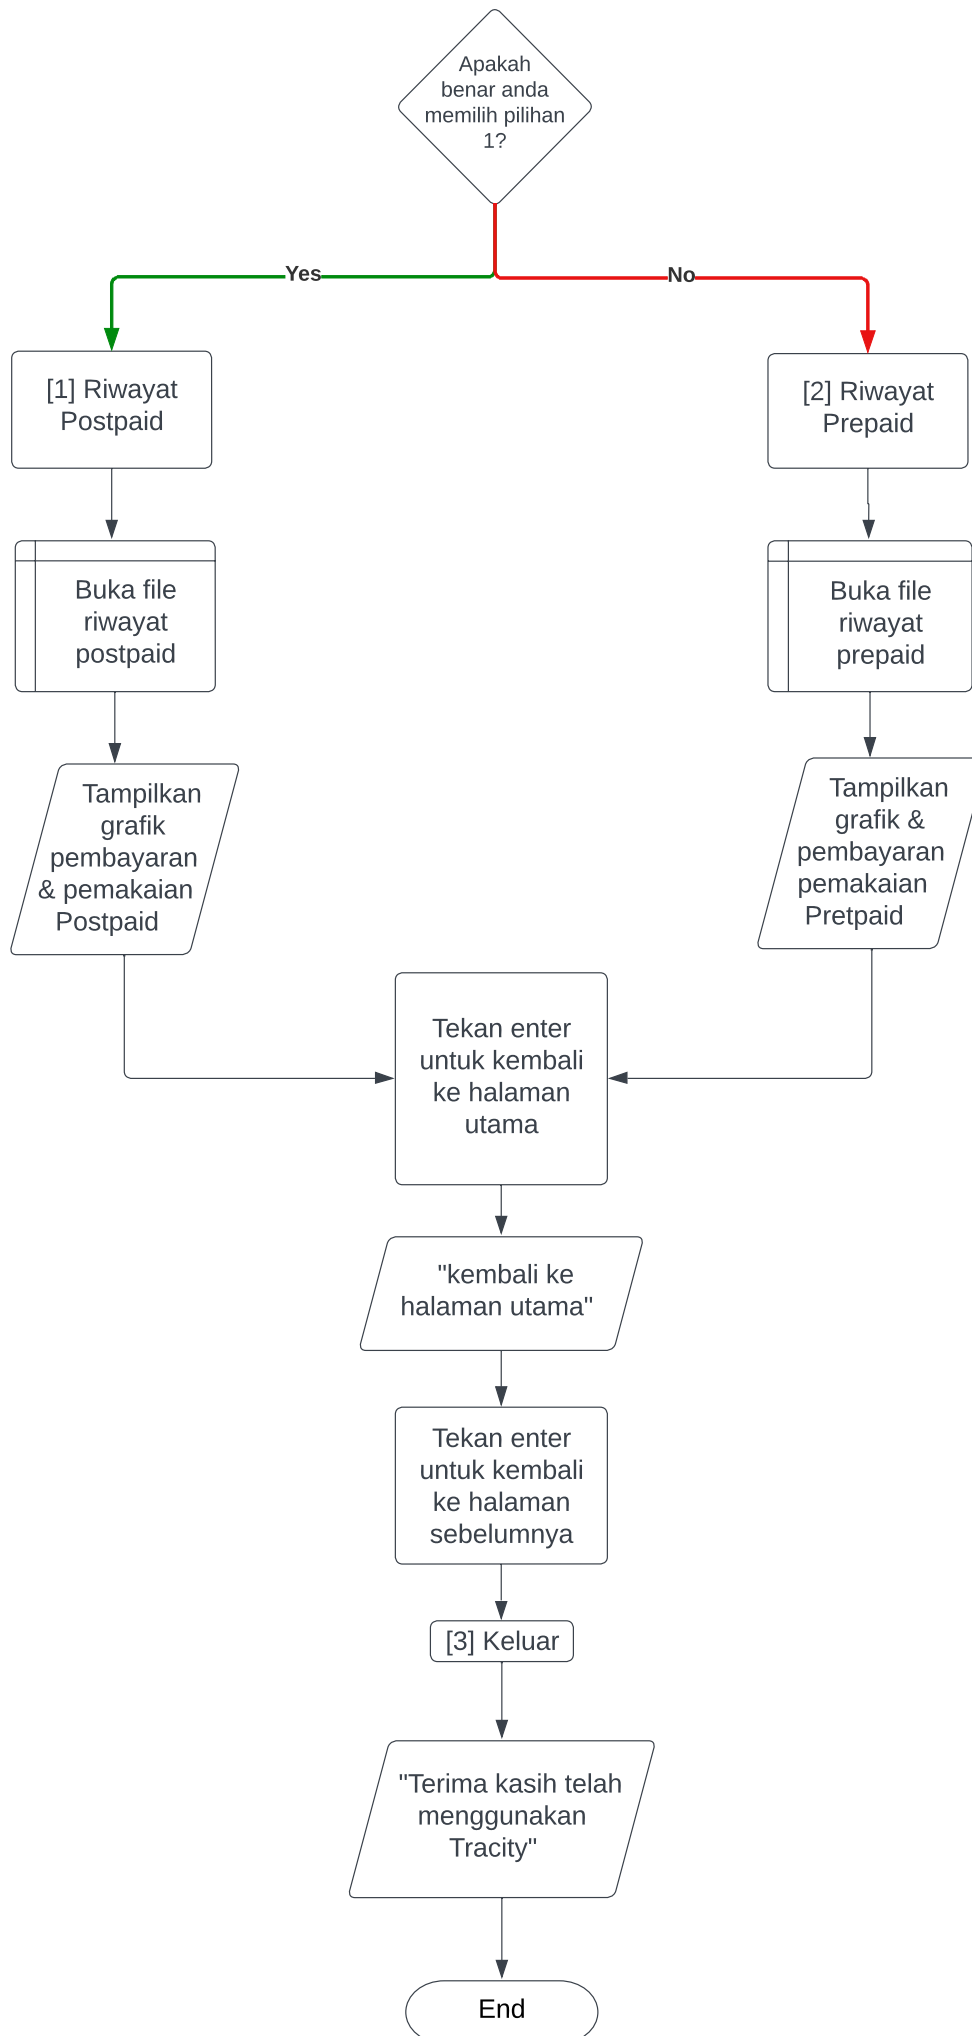 Apakah
benar anda
memilih pilihan
1?
Yes
No
[1] Riwayat
Postpaid
[2] Riwayat
Prepaid
Buka file
riwayat
postpaid
Buka file
riwayat
prepaid
Tampilkan
grafik
pembayaran
& pemakaian
Postpaid
Tampilkan
grafik &
pembayaran
pemakaian
Pretpaid
Tekan enter
untuk kembali
ke halaman
utama
"kembali ke
halaman utama"
Tekan enter
untuk kembali
ke halaman
sebelumnya
[3] Keluar
"Terima kasih telah
menggunakan
Tracity"
End